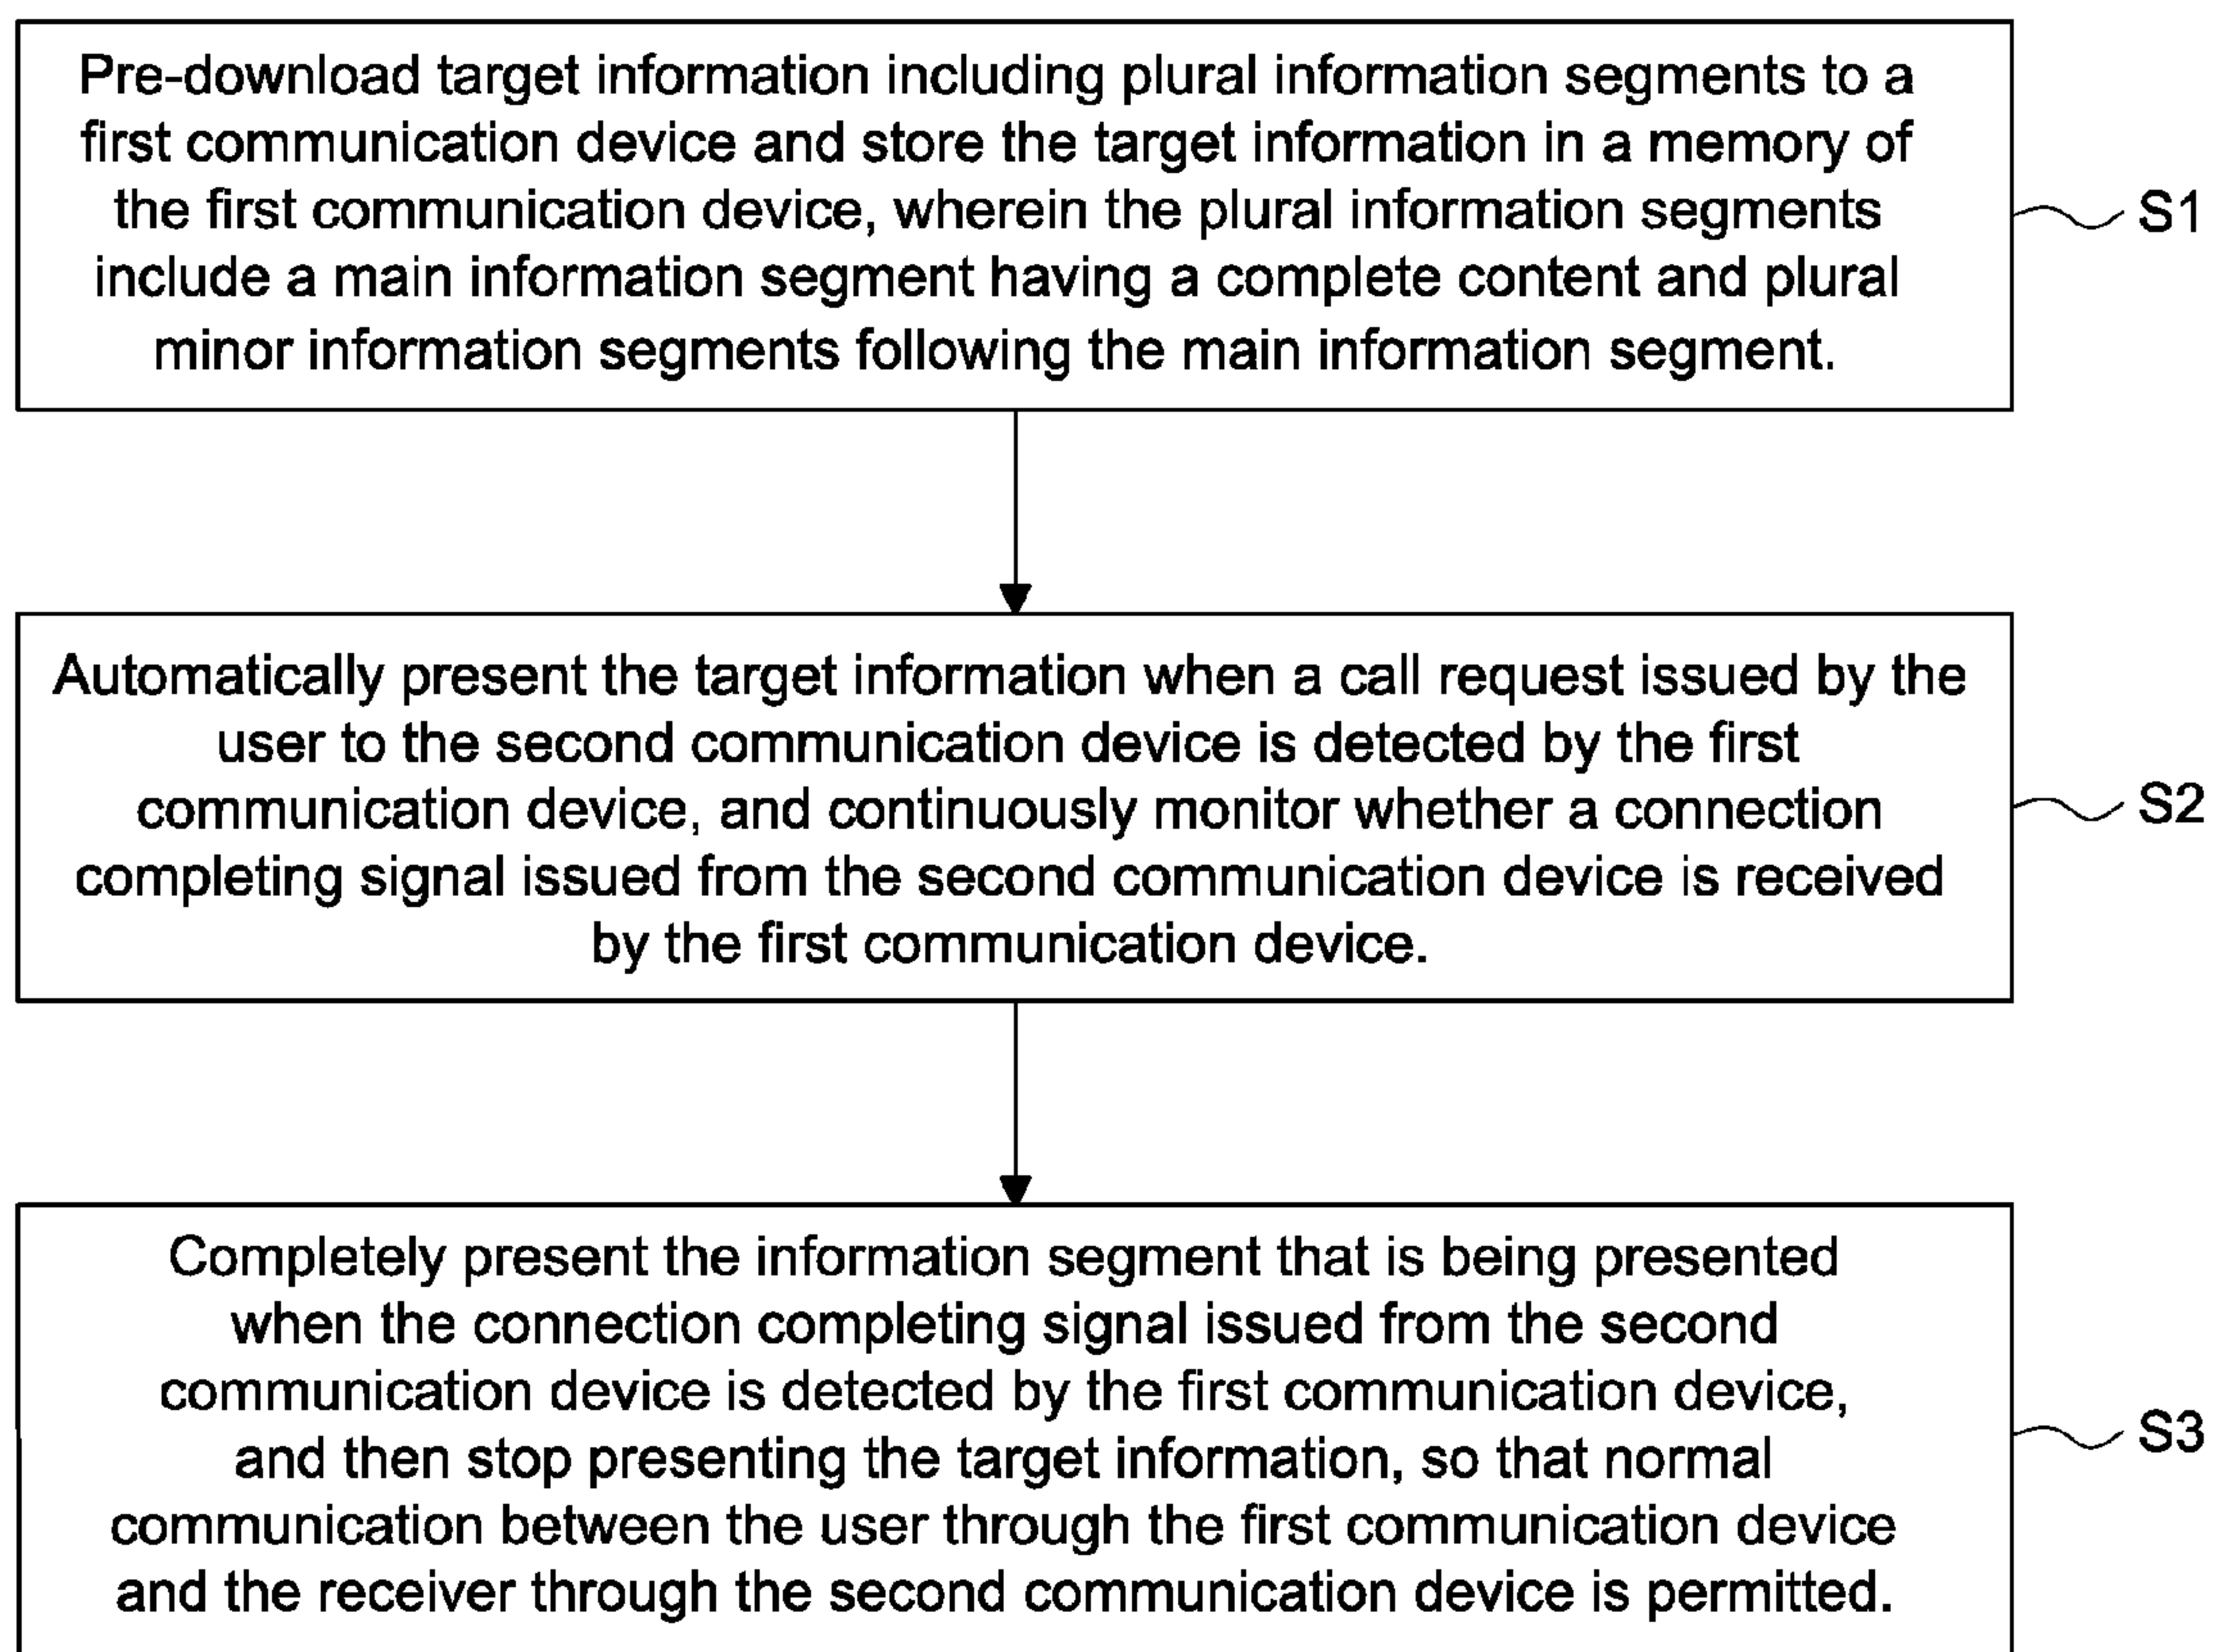 Pre-download target information including plural information segments to a
first communication device and store the target information in a memory of
the first communication device, wherein the plural information segments
include a main information segment having a complete content and plural
minor information segments following the main information segment.
S1
Automatically present the target information when a call request issued by the
user to the second communication device is detected by the first
communication device, and continuously monitor whether a connection
completing signal issued from the second communication device is received
by the first communication device.
S2
Completely present the information segment that is being presented
when the connection completing signal issued from the second
communication device is detected by the first communication device,
and then stop presenting the target information, so that normal
communication between the user through the first communication device
and the receiver through the second communication device is permitted.
S3